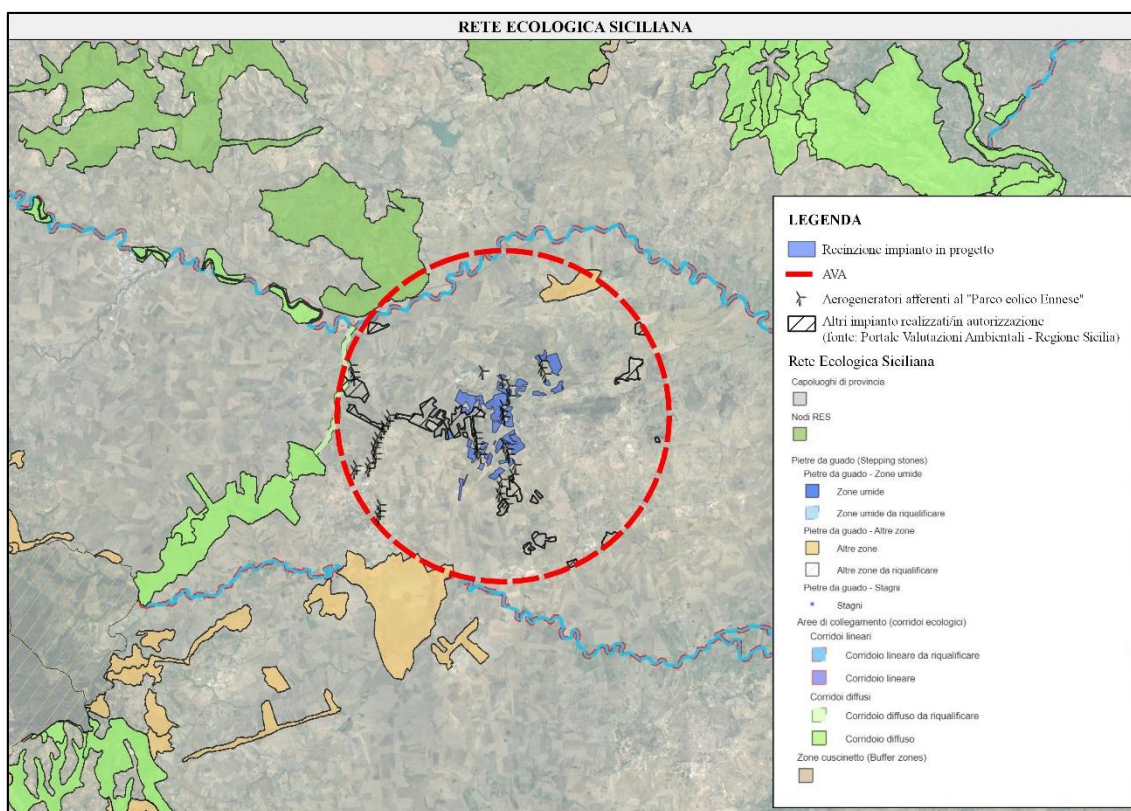 RETE ECOLOGICA SICILIANA
LEGENDA
Recinzione impianto in progetto
AVA
Aerogeneratori afferenti al "Parco eolico Ennese"
Altri impianto realizzati/in autorizzazione
(fonte: Portale Valutazioni Ambientali - Regione Sicilia)
Rete Ecologica Siciliana
Capoluoghi di provincia
Nodi RES
Pietre da guado (Stepping stones)
Pietre da guado - Zone umide
Zone umide
Zone umide da riqualificare
Pietre da guado - Altre zone
Altre zone
Altre zone da riqualificare
Pietre da guado - Stagni
Stagni
Aree di collegamento (corridoi ecologici)
Corridoi lineari
Corridoio lineare da riqualificare
Corridoio lineare
Corridoi diffusi
Corridoio diffuso da riqualificare
Corridoio diffuso
Zone cuscinetto (Buffer zones)